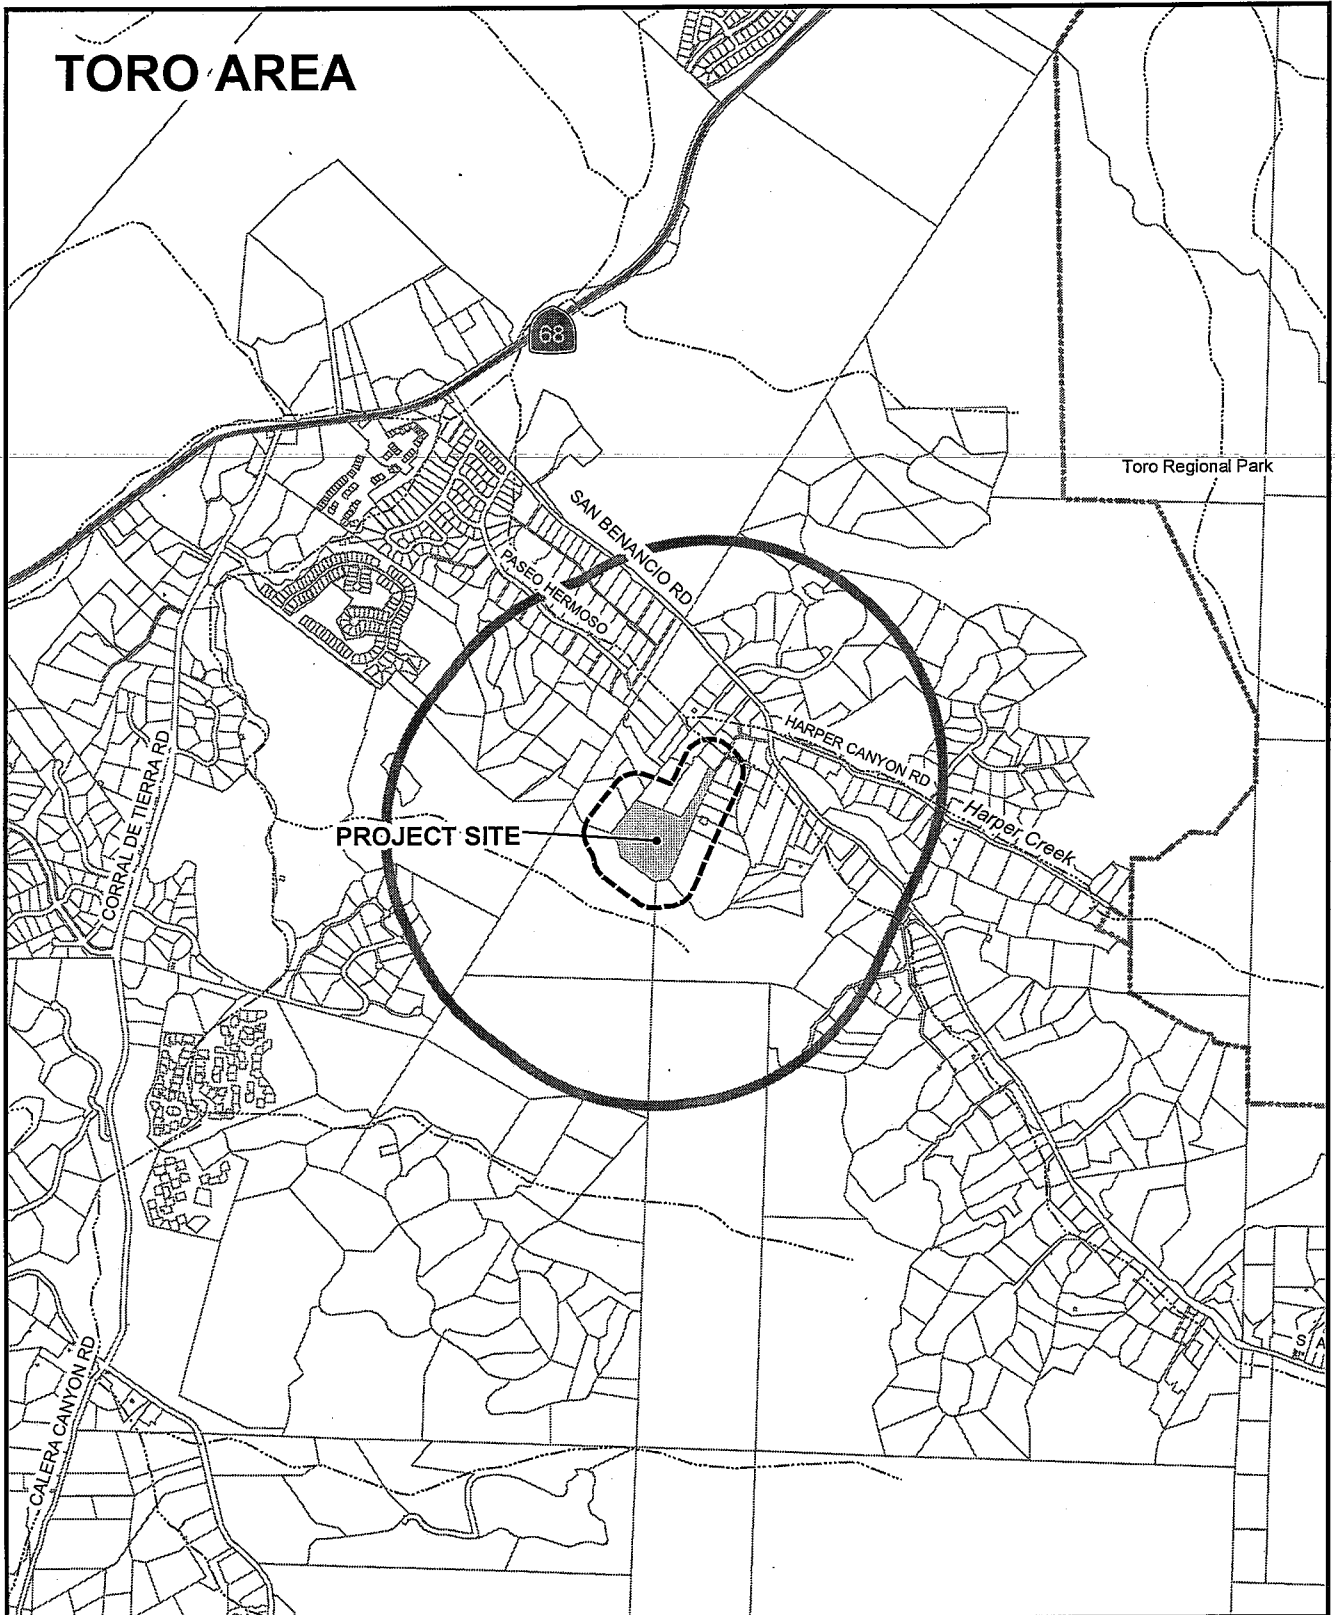 TORO AREA
68
Toro Regional Park
SAN BENANCIO RD
PASEO HERMOSO
HARPER CANYON RD
Harper Creek
PROJECT SITE
CORRAL DE TIERRA RD
CALERA CANYON RD
S A